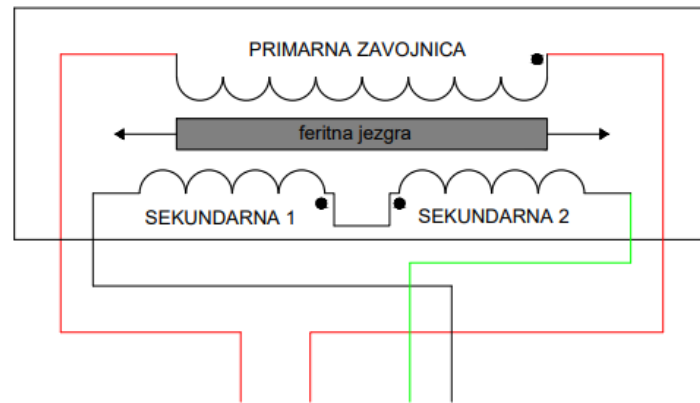 PRIMARNA ZAVOJNICA
feritna jezgra
SEKUNDARNA 1
SEKUNDARNA 2